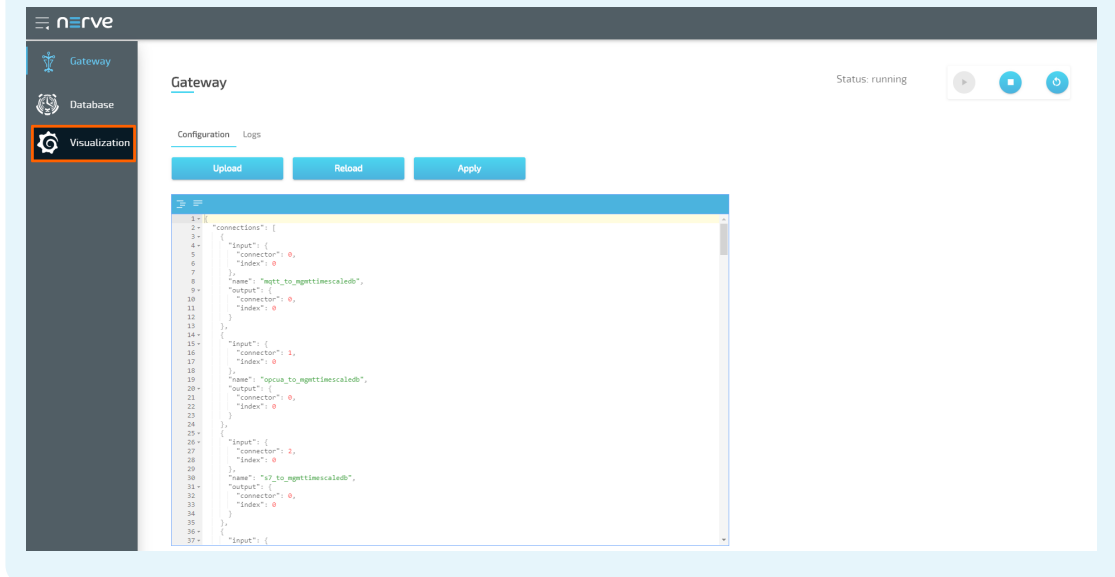 nerve
Gateway
Database
Visualization
Gateway
Status: running
Configuration Logs
Upload Reload Apply
1 {
2 "connections": [
3 {
4 "input": {
5 "connector": 0,
6 "index": 0
7 },
8 "name": "mqtt_to_mgmttimescaledb",
9 "output": {
10 "connector": 0,
11 "index": 0
12 }
13 },
14 {
15 "input": {
16 "connector": 1,
17 "index": 0
18 },
19 "name": "opcua_to_mgmttimescaledb",
20 "output": {
21 "connector": 0,
22 "index": 0
23 }
24 },
25 {
26 "input": {
27 "connector": 2,
28 "index": 0
29 },
30 "name": "s7_to_mgmttimescaledb",
31 "output": {
32 "connector": 0,
33 "index": 0
34 }
35 },
36 {
37 "input": {